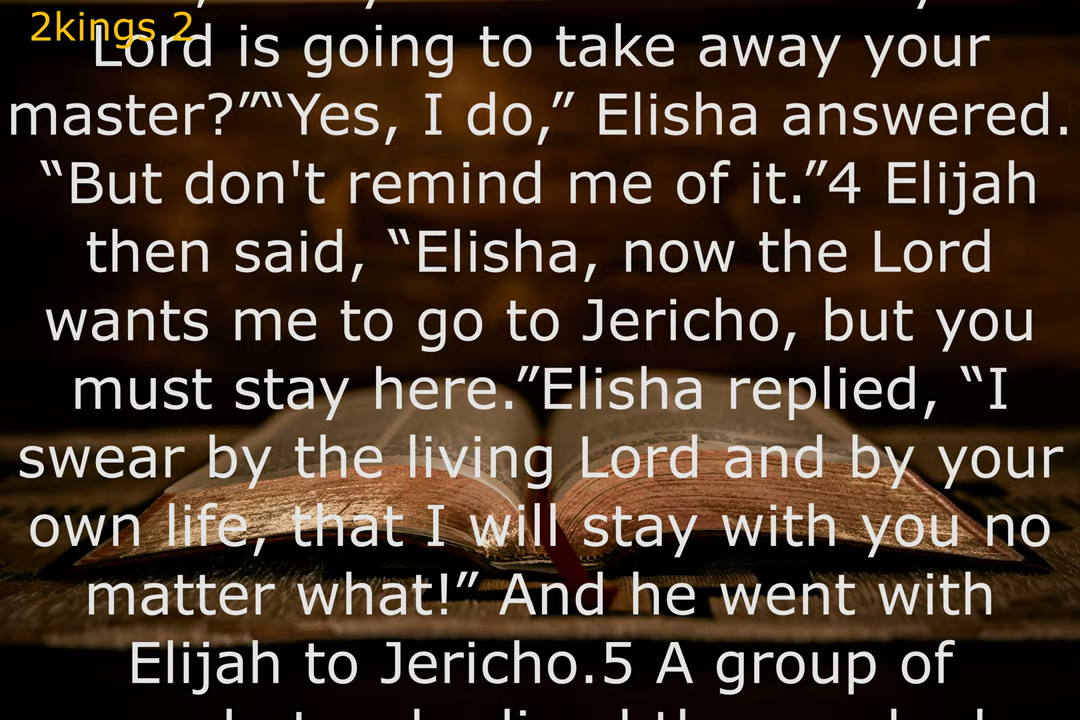 2kings 2
Lord is going to take away your
master?”“Yes, I do,” Elisha answered.
“But don't remind me of it.”4 Elijah
then said, “Elisha, now the Lord
wants me to go to Jericho, but you
must stay here.”Elisha replied, “I
swear by the living Lord and by your
own life, that I will stay with you no
matter what!” And he went with
Elijah to Jericho.5 A group of